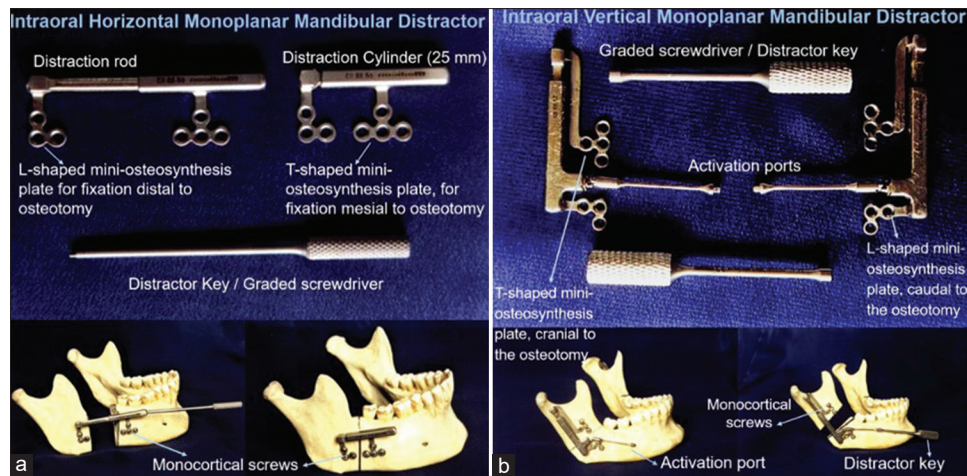 Intraoral Horizontal Monoplanar Mandibular Distractor
Distraction rod
Distraction Cylinder (25 mm)
L-shaped mini-osteosynthesis
plate for fixation distal to
osteotomy
T-shaped mini-
osteosynthesis plate, for
fixation mesial to osteotomy
Distractor Key / Graded screwdriver
Monocortical screws
a
Intraoral Vertical Monoplanar Mandibular Distractor
Graded screwdriver / Distractor key
Activation ports
T-shaped mini-
osteosynthesis
plate, cranial to
the osteotomy
L-shaped mini-
osteosynthesis
plate, caudal to
the osteotomy
Monocortical
screws
Activation port
Distractor key
b